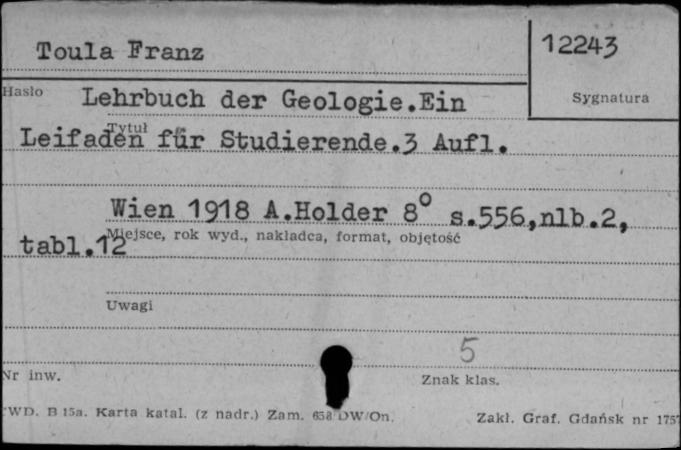 Toula Franz
12243
Hasło
Sygnatura
Lehrbuch der Geologie.Ein
Tytuł
Leifaden für Studierende.3 Aufl.
Wien 1918 A.Holder 8° s.556,nlb.2,
Miejsce, rok wyd., nakładca, format, objętość
tabl.12
Uwagi
5
Nr inw.
Znak klas.
WD. B 15a. Karta katal. (z nadr.) Zam. 658/DW/On.
Zakł. Graf. Gdańsk nr 1757